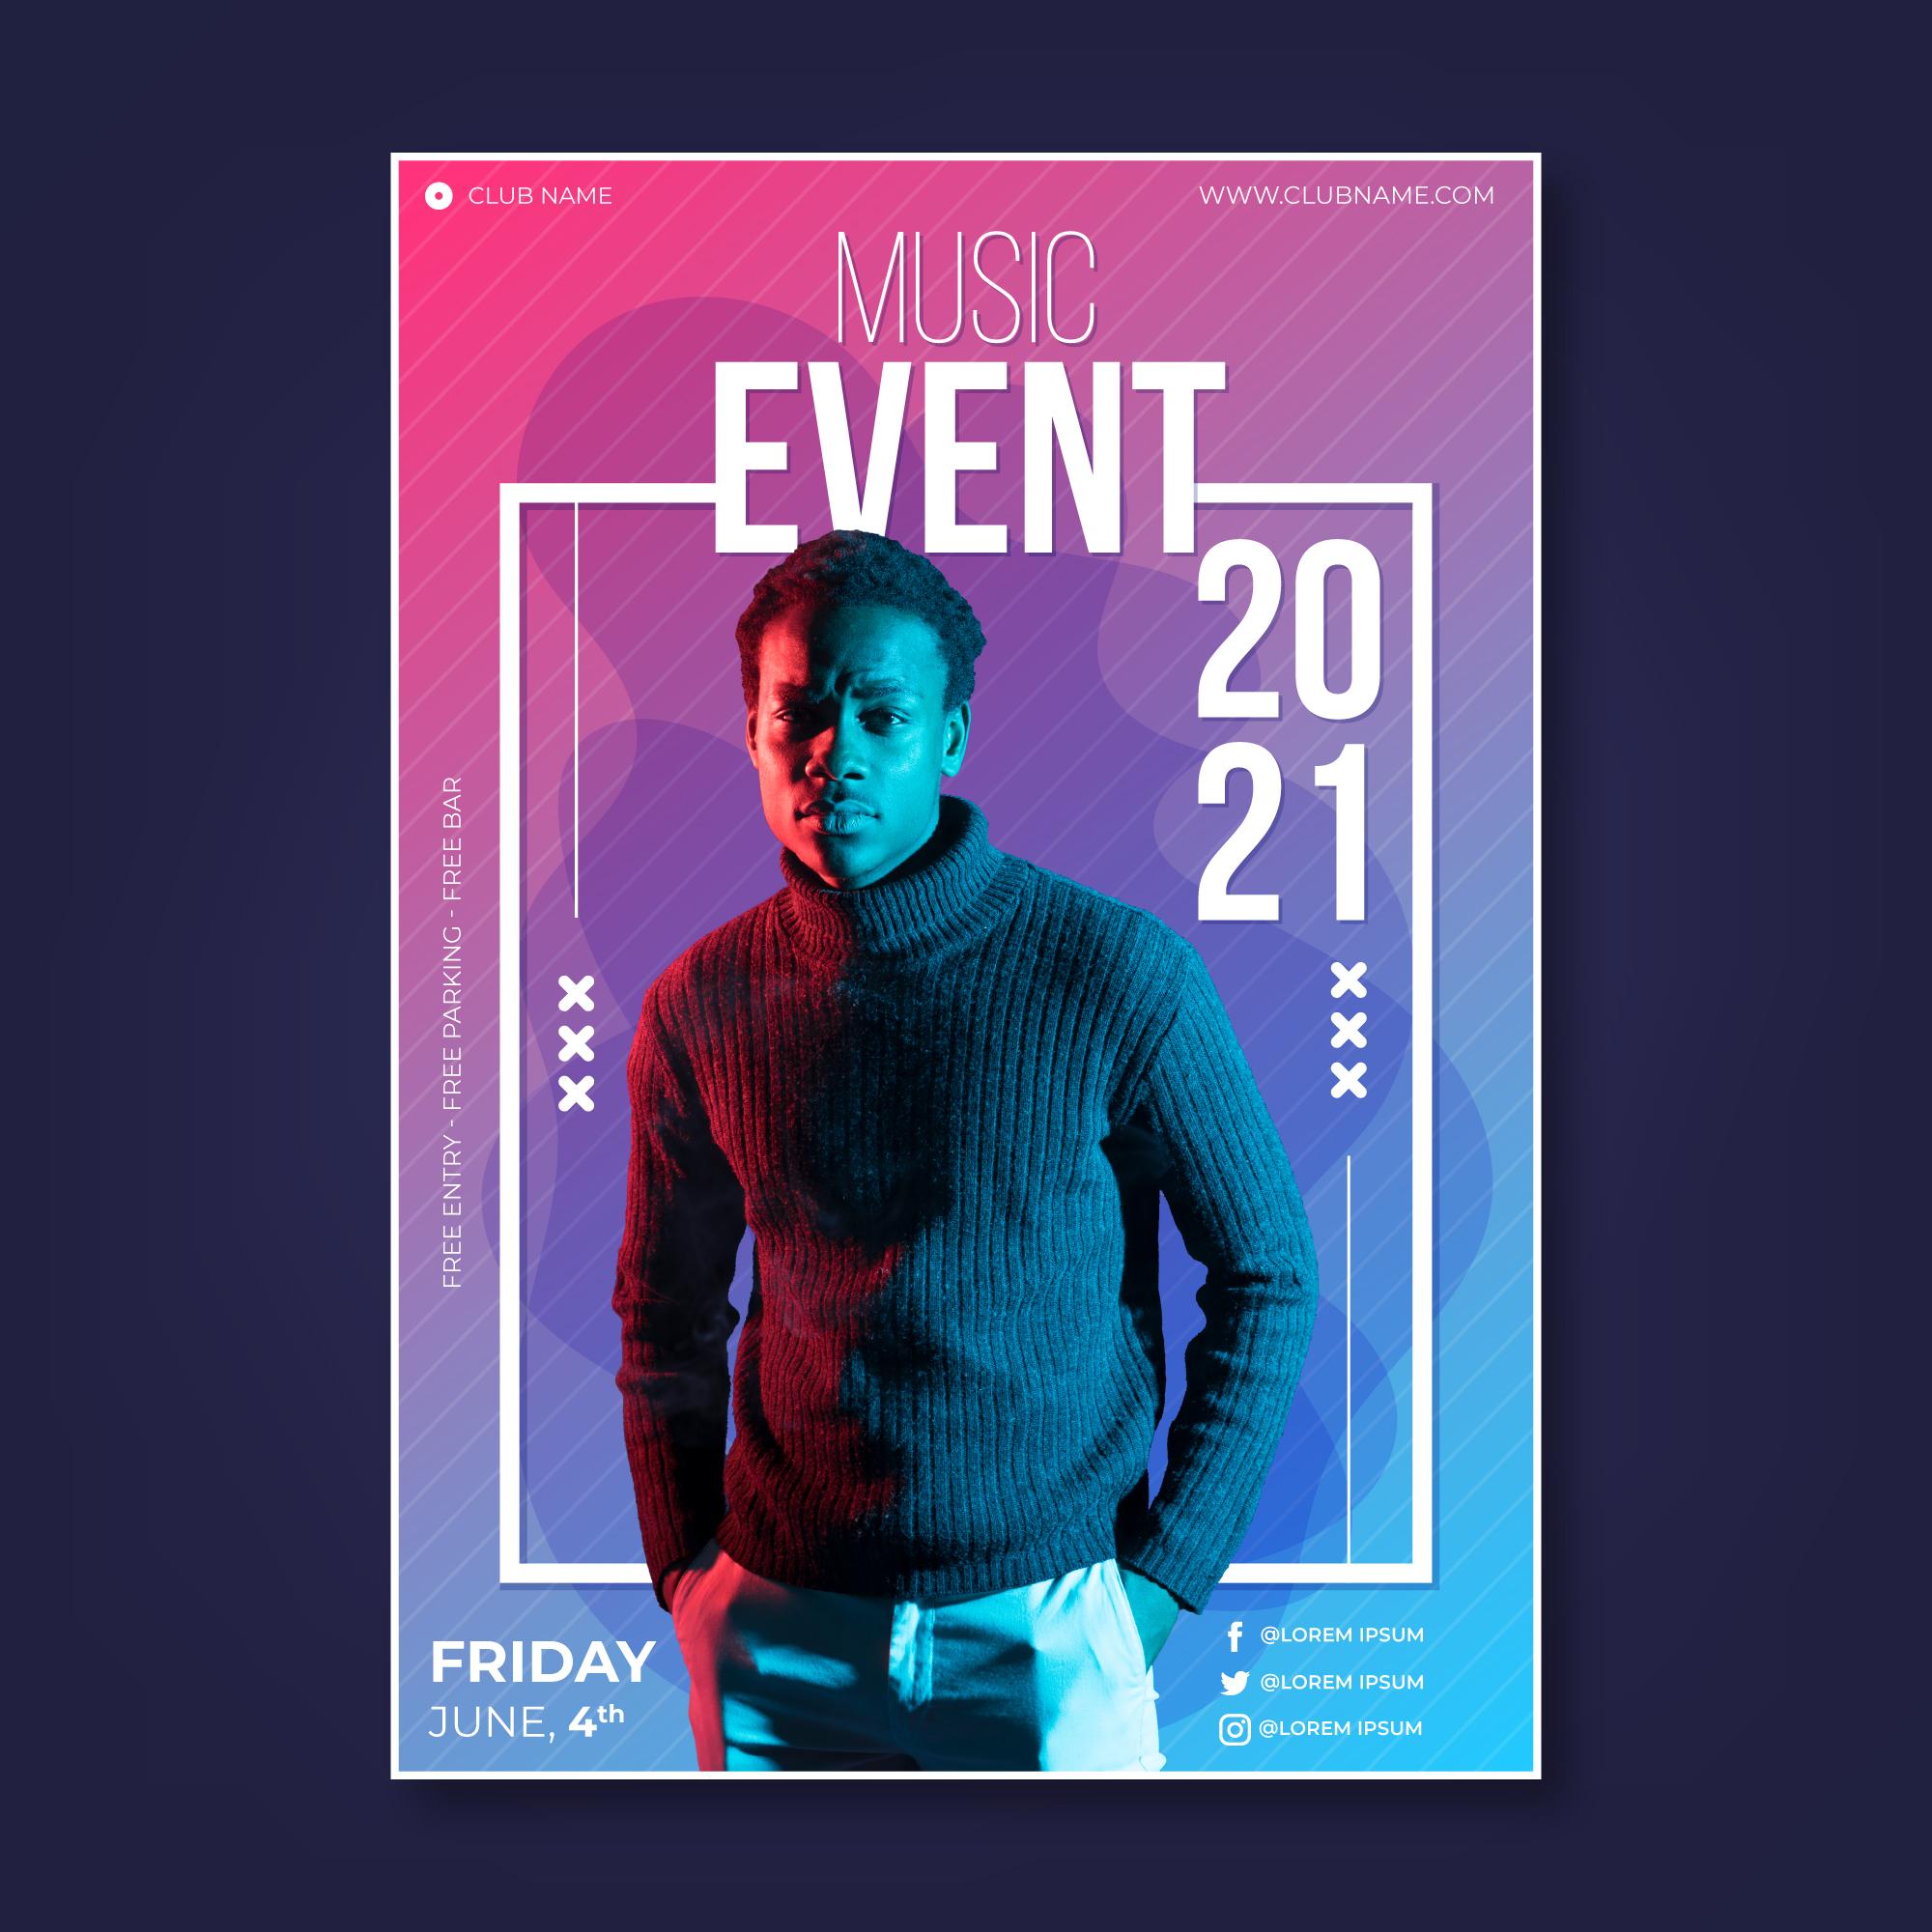 CLUB NAME
WWW.CLUBNAME.COM
MUSIC
EVENT
20
21
FREE ENTRY - FREE PARKING - FREE BAR
FRIDAY
JUNE, 4th
@LOREM IPSUM
@LOREM IPSUM
@LOREM IPSUM